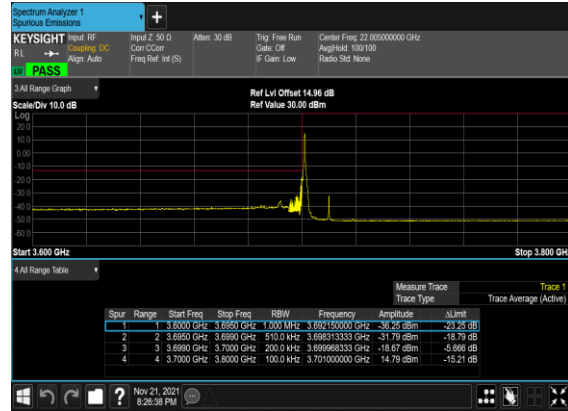 Spectrum Analyzer 1
Spurious Emissions
KEYSIGHT Input: RF Input Z: 50 Ω Atten: 30 dB Trig: Free Run Center Freq: 22.005000000 GHz
RL Coupling: DC Corr CCorr Gate: Off Avg|Hold: 100/100
Align: Auto Freq Ref: Int (S) IF Gain: Low Radio Std: None
PASS
3 All Range Graph
Ref Lvl Offset 14.96 dB
Scale/Div 10.0 dB Ref Value 30.00 dBm
Log
20.0
10.0
0.00
-10.0
-20.0
-30.0
-40.0
-50.0
-60.0
Start 3.600 GHz Stop 3.800 GHz
4 All Range Table
Measure Trace Trace 1
Trace Type Trace Average (Active)
Spur Range Start Freq Stop Freq RBW Frequency Amplitude ΔLimit
1 1 3.6000 GHz 3.6950 GHz 1.000 MHz 3.692150000 GHz -36.25 dBm -23.25 dB
2 2 3.6950 GHz 3.6990 GHz 510.0 kHz 3.698313333 GHz -31.79 dBm -18.79 dB
3 3 3.6990 GHz 3.7000 GHz 200.0 kHz 3.699968333 GHz -18.67 dBm -5.666 dB
4 4 3.7000 GHz 3.8000 GHz 100.0 kHz 3.701000000 GHz 14.79 dBm -15.21 dB
? Nov 21, 2021
8:26:38 PM